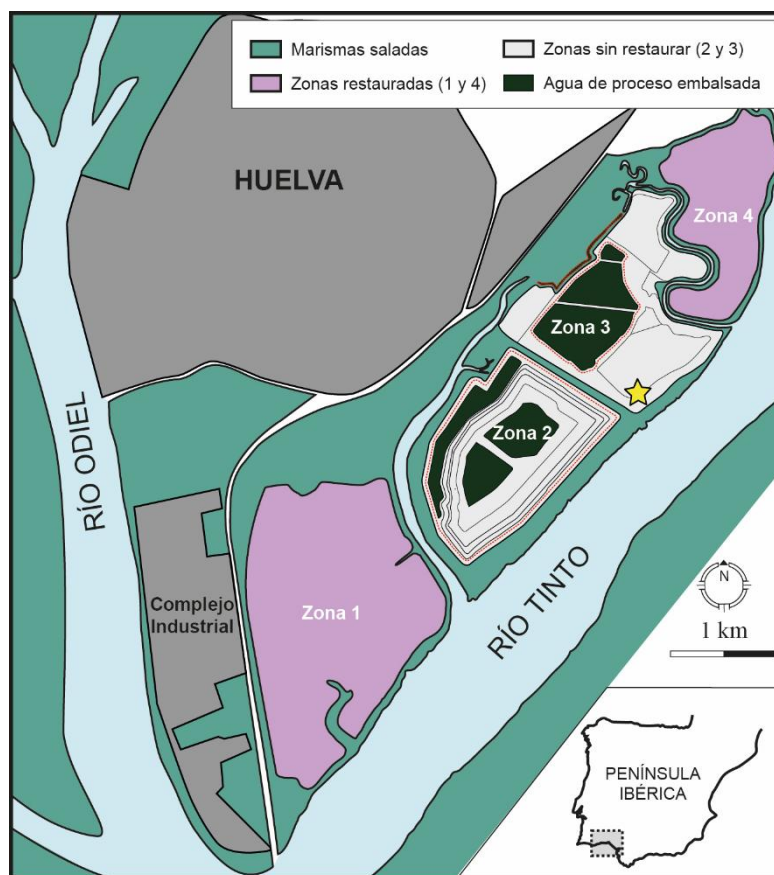 Marismas saladas
Zonas sin restaurar (2 y 3)
Zonas restauradas (1 y 4)
Agua de proceso embalsada
HUELVA
Zona 4
Zona 3
Zona 2
RÍO ODIEL
Complejo
Industrial
Zona 1
RÍO TINTO
N
1 km
PENÍNSULA
IBÉRICA